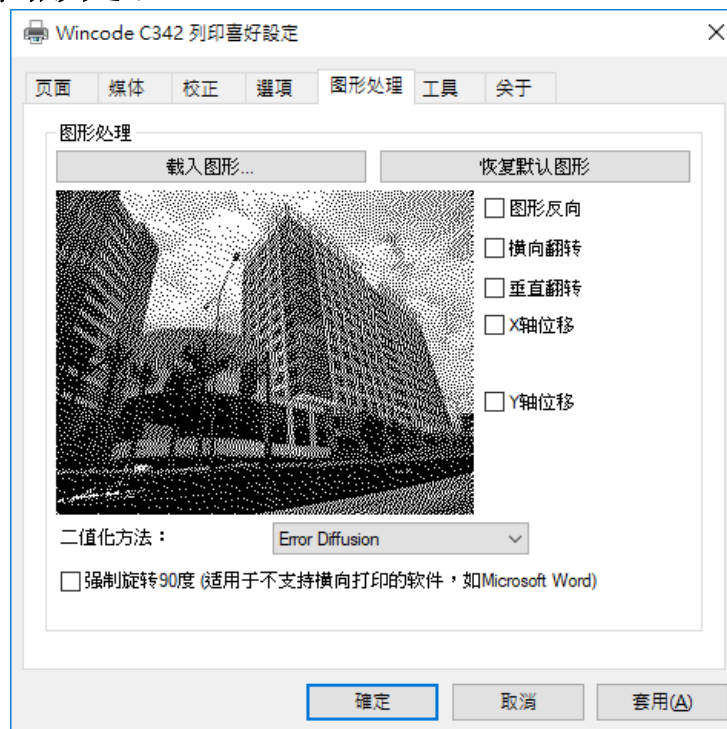 Wincode C342 列印喜好設定
页面 媒体 校正 選項 图形处理 工具 关于
图形处理
载入图形... 恢复默认图形
图形反向
横向翻转
垂直翻转
X轴位移
Y轴位移
二值化方法： Error Diffusion
强制旋转90度 (适用于不支持横向打印的软件，如Microsoft Word)
確定 取消 套用(A)